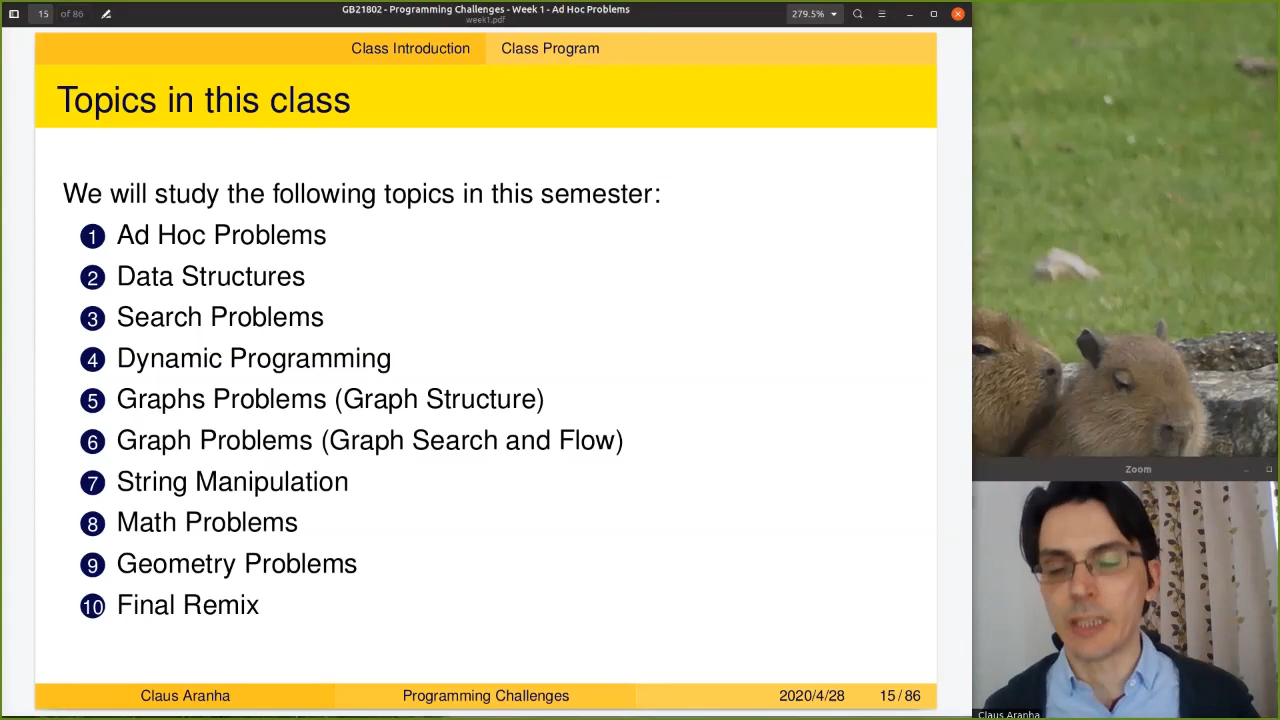 15 of 86
GB21802 - Programming Challenges - Week 1 - Ad Hoc Problems
week1.pdf
279.5%
Class Introduction
Class Program
Topics in this class
We will study the following topics in this semester:
1 Ad Hoc Problems
2 Data Structures
3 Search Problems
4 Dynamic Programming
5 Graphs Problems (Graph Structure)
6 Graph Problems (Graph Search and Flow)
7 String Manipulation
8 Math Problems
9 Geometry Problems
10 Final Remix
Claus Aranha
Programming Challenges
2020/4/28
15 / 86
Zoom
Claus Aranha